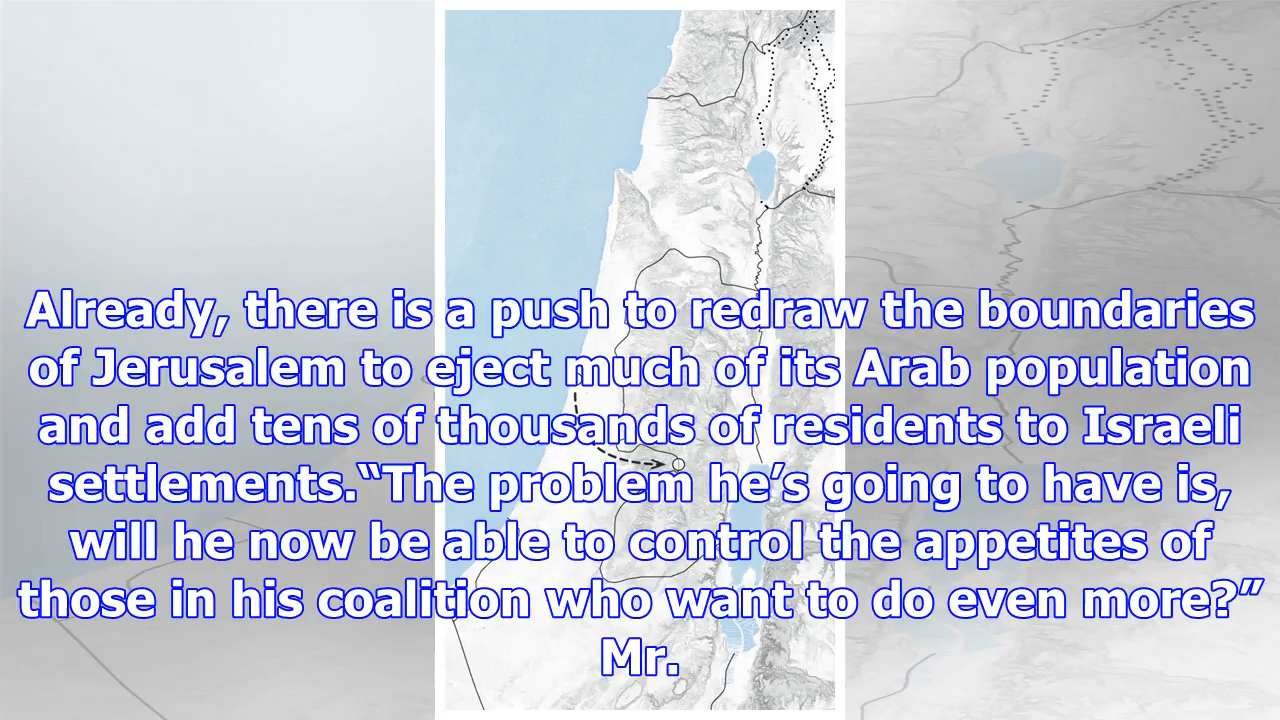 Already, there is a push to redraw the boundaries
of Jerusalem to eject much of its Arab population
and add tens of thousands of residents to Israeli
settlements.“The problem he’s going to have is,
will he now be able to control the appetites of
those in his coalition who want to do even more?”
Mr.